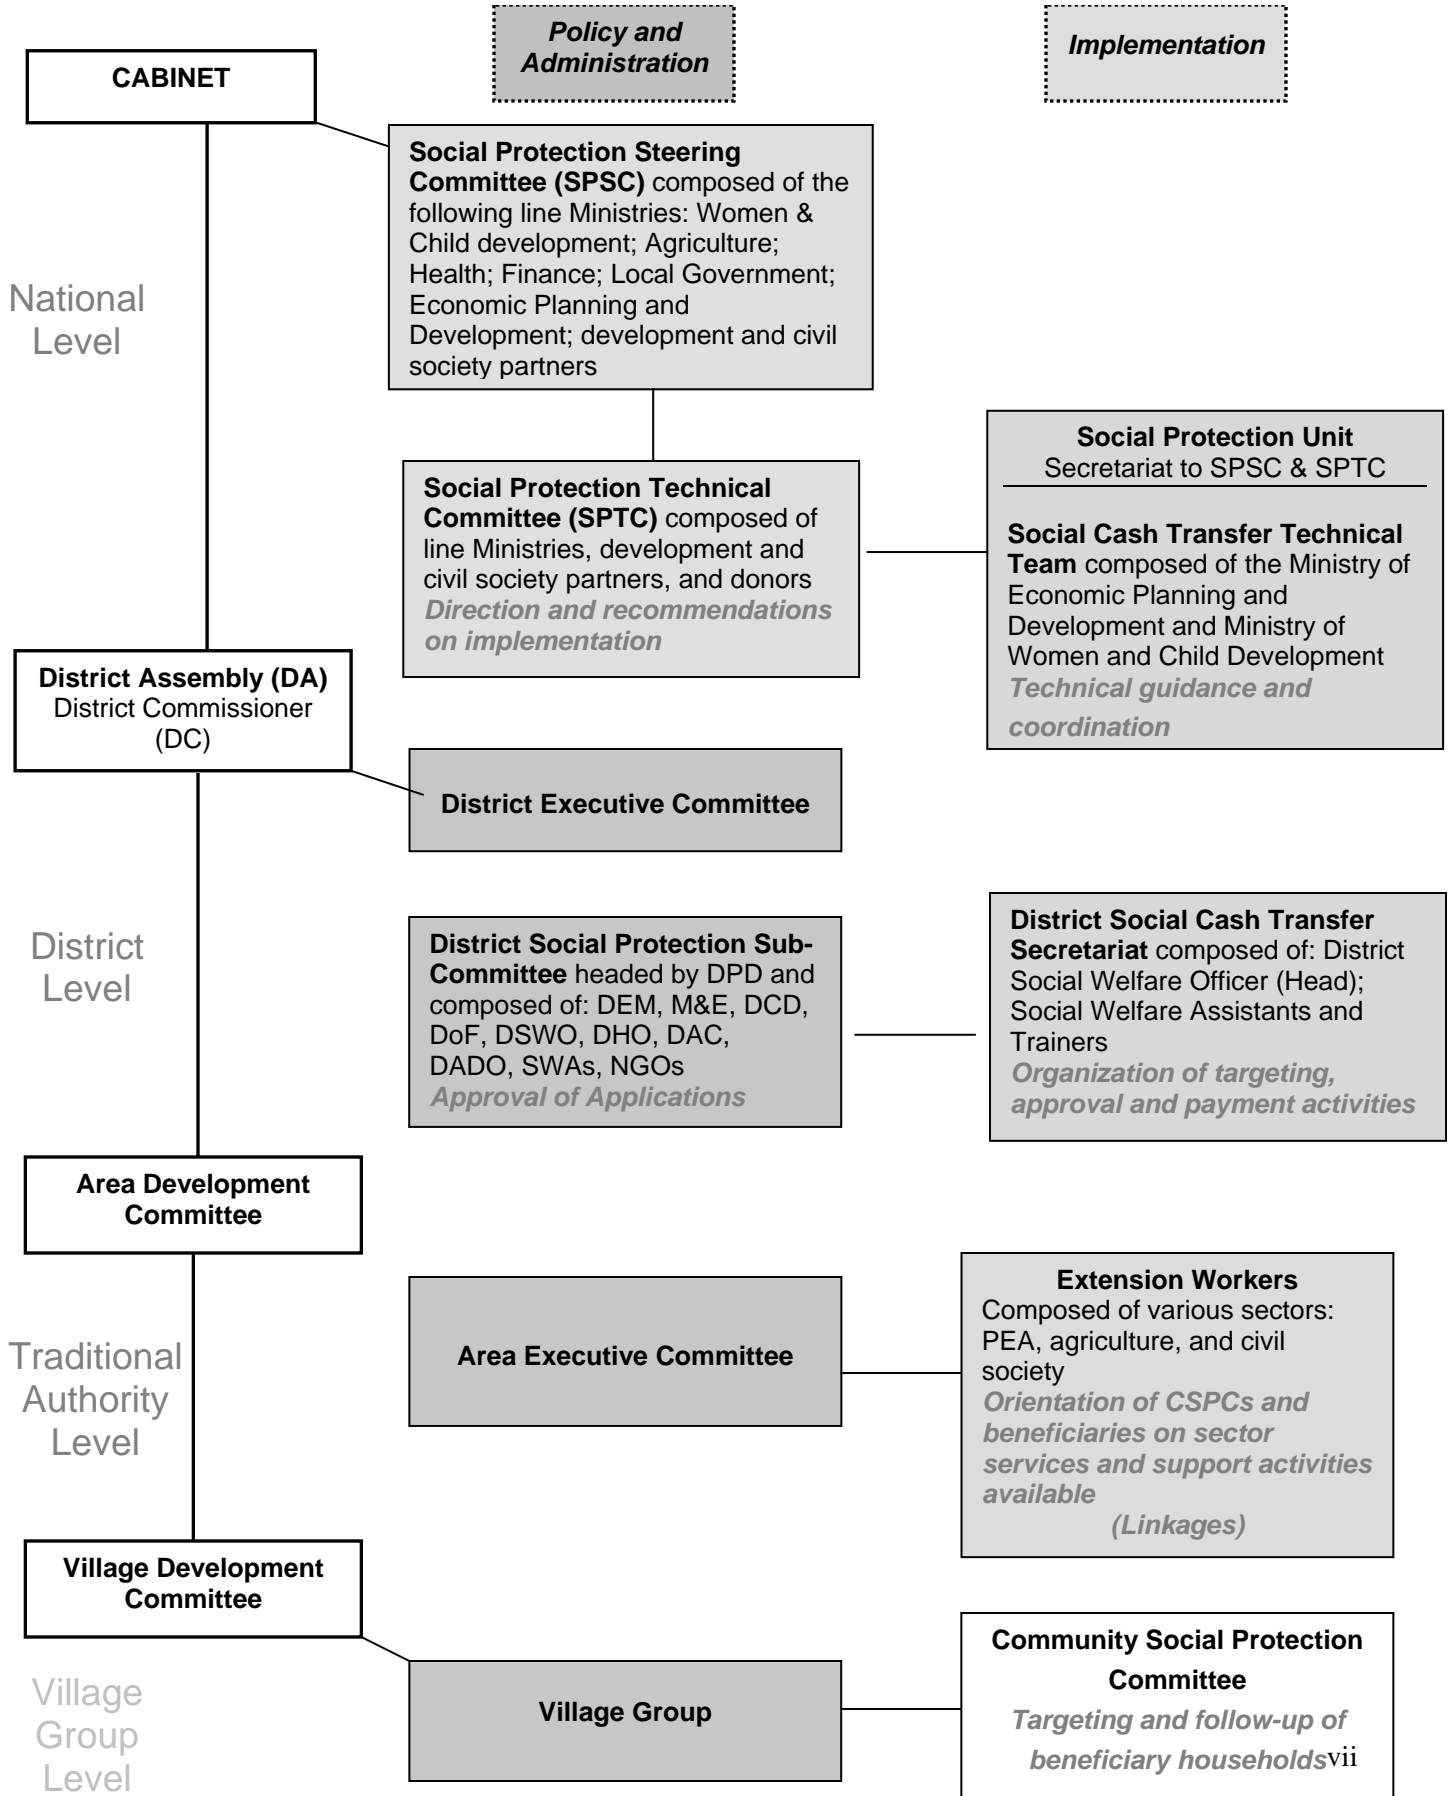 Policy and
Administration
Implementation
CABINET
Social Protection Steering
Committee (SPSC) composed of the
following line Ministries: Women &
Child development; Agriculture;
Health; Finance; Local Government;
Economic Planning and
Development; development and civil
society partners
National
Level
Social Protection Technical
Committee (SPTC) composed of
line Ministries, development and
civil society partners, and donors
Direction and recommendations
on implementation
Social Protection Unit
Secretariat to SPSC & SPTC
Social Cash Transfer Technical
Team composed of the Ministry of
Economic Planning and
Development and Ministry of
Women and Child Development
Technical guidance and
coordination
District Assembly (DA)
District Commissioner
(DC)
District Executive Committee
District
Level
District Social Protection Sub-
Committee headed by DPD and
composed of: DEM, M&E, DCD,
DoF, DSWO, DHO, DAC,
DADO, SWAs, NGOs
Approval of Applications
District Social Cash Transfer
Secretariat composed of: District
Social Welfare Officer (Head);
Social Welfare Assistants and
Trainers
Organization of targeting,
approval and payment activities
Area Development
Committee
Traditional
Authority
Level
Area Executive Committee
Extension Workers
Composed of various sectors:
PEA, agriculture, and civil
society
Orientation of CSPCs and
beneficiaries on sector
services and support activities
available
(Linkages)
Village Development
Committee
Village
Group
Level
Village Group
Community Social Protection
Committee
Targeting and follow-up of
beneficiary households
vii